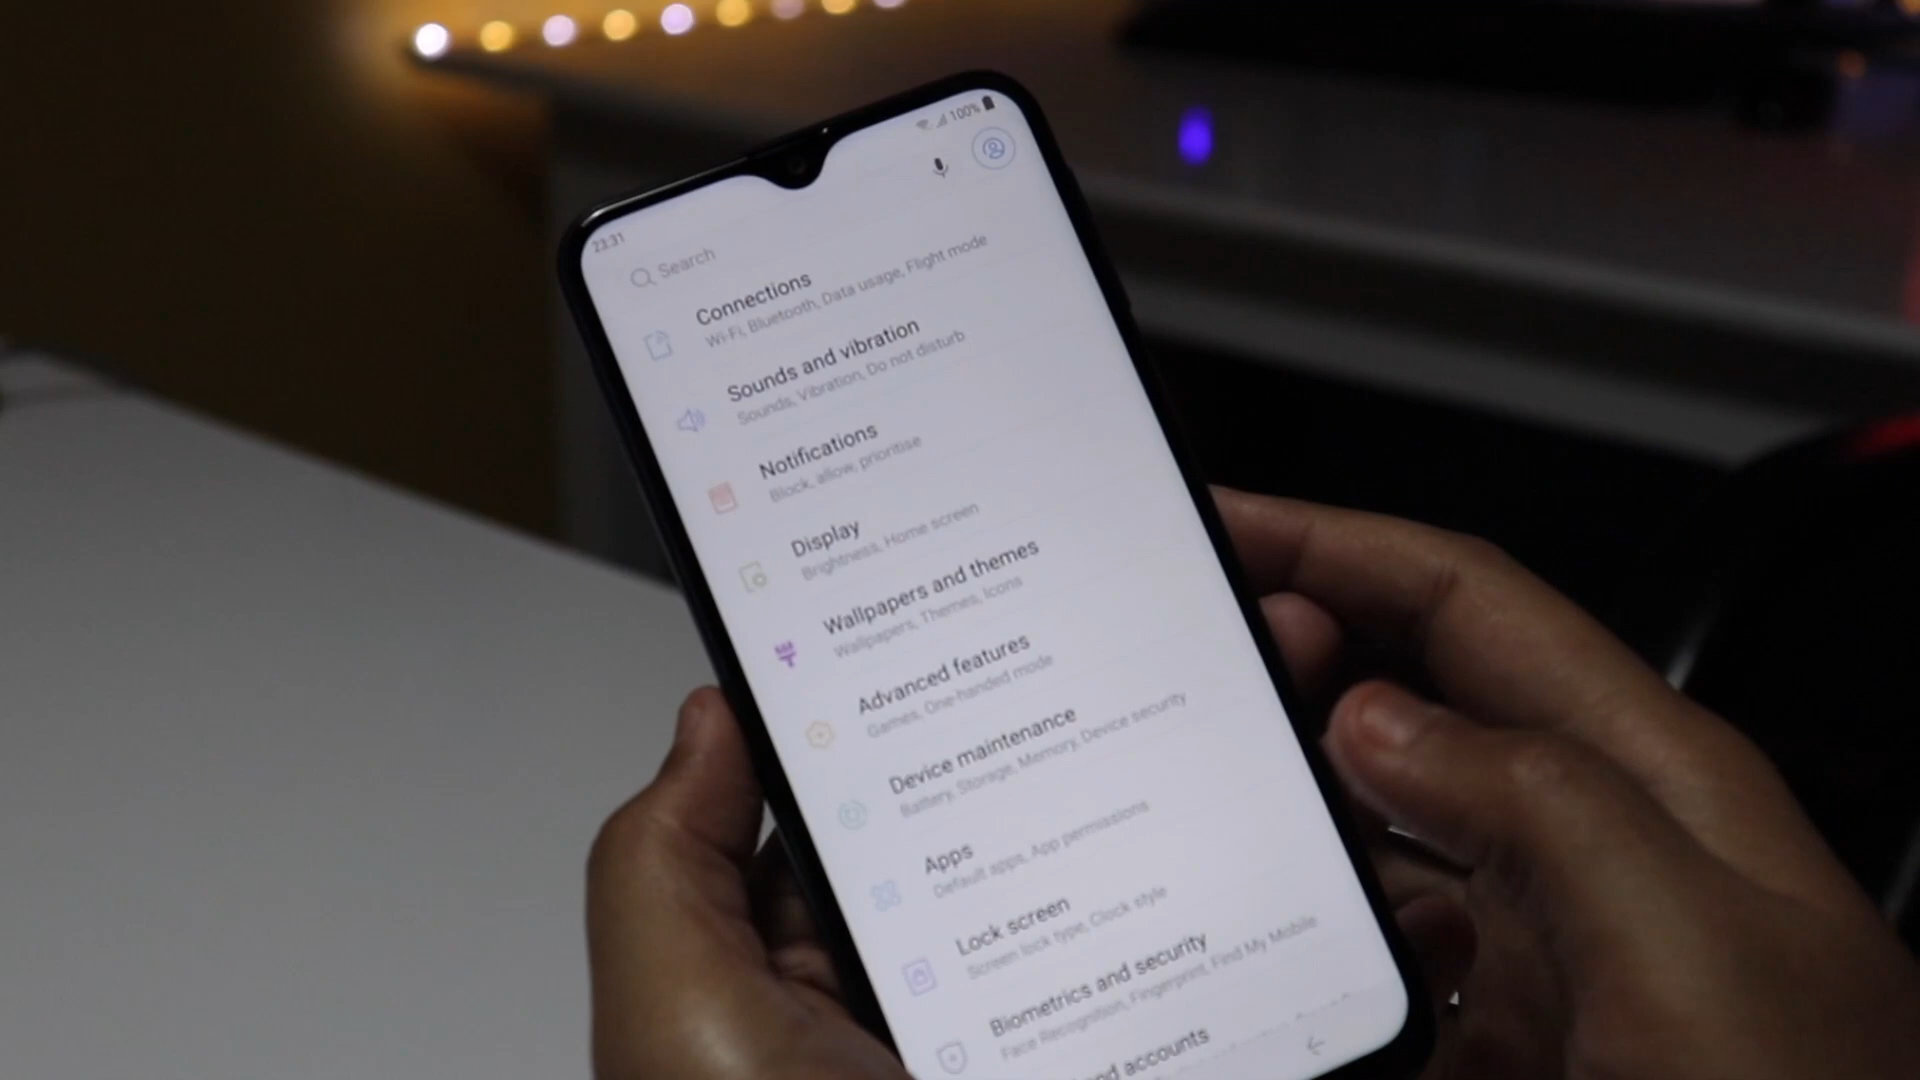 23:31
100%
Search
Connections
Wi-Fi, Bluetooth, Data usage, Flight mode
Sounds and vibration
Sounds, Vibration, Do not disturb
Notifications
Block, allow, prioritise
Display
Brightness, Home screen
Wallpapers and themes
Wallpapers, Themes, Icons
Advanced features
Games, One-handed mode
Device maintenance
Battery, Storage, Memory, Device security
Apps
Default apps, App permissions
Lock screen
Screen lock type, Clock style
Biometrics and security
Face Recognition, Fingerprint, Find My Mobile
and accounts